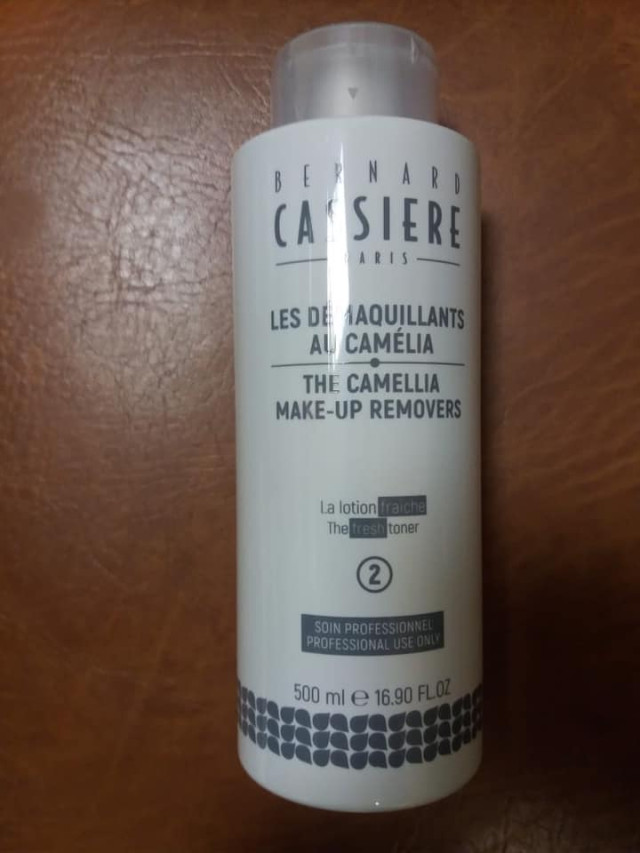 BERNARD
CASSIERE
PARIS
LES DÉMAQUILLANTS
AU CAMÉLIA
THE CAMELLIA
MAKE-UP REMOVERS
La lotion fraîche
The fresh toner
2
SOIN PROFESSIONNEL
PROFESSIONAL USE ONLY
500 ml ℮ 16.90 FL.OZ